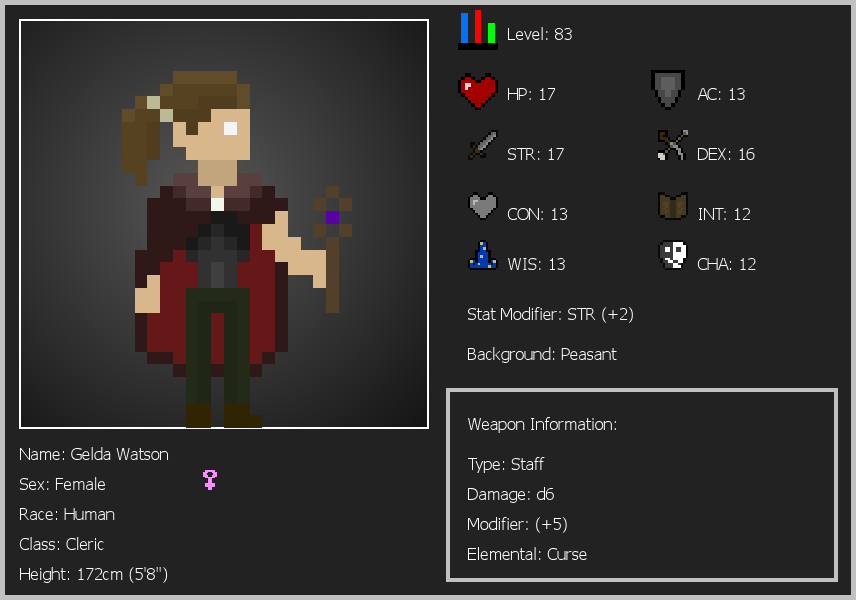 Level: 83
HP: 17
AC: 13
STR: 17
DEX: 16
CON: 13
INT: 12
WIS: 13
CHA: 12
Stat Modifier: STR (+2)
Background: Peasant
Weapon Information:
Type: Staff
Damage: d6
Modifier: (+5)
Elemental: Curse
Name: Gelda Watson
Sex: Female
Race: Human
Class: Cleric
Height: 172cm (5'8")